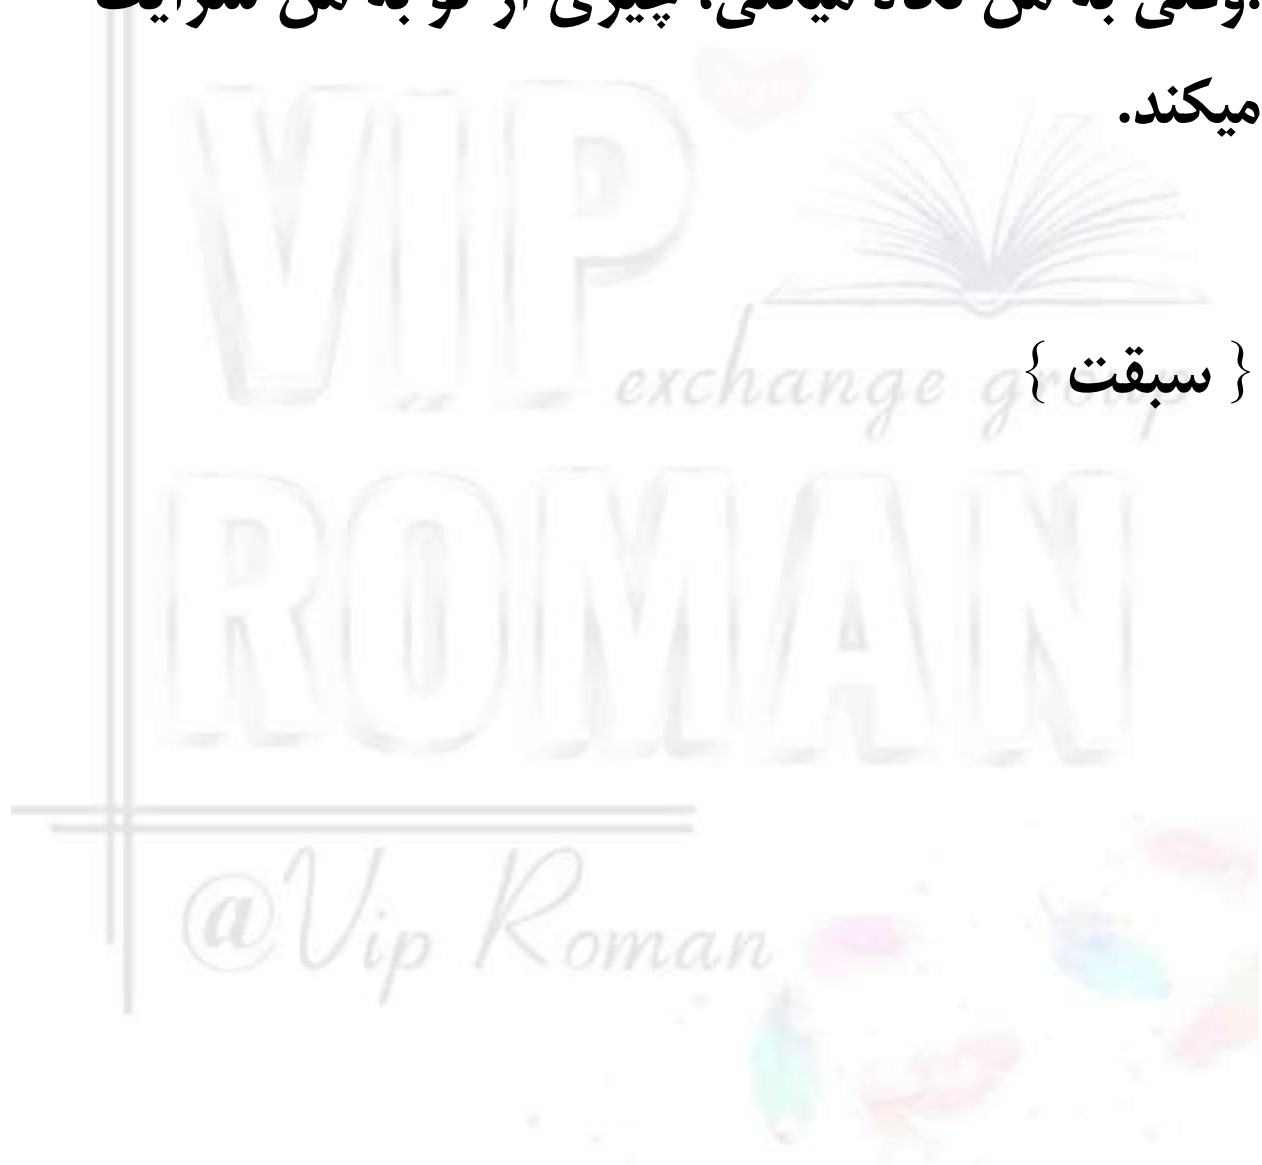 .وقتی به من نگاه میکنی، چیزی از تو به من سرایت
میکند.
VIP
exchange group
{ سبقت }
ROMAN
@Vip Roman